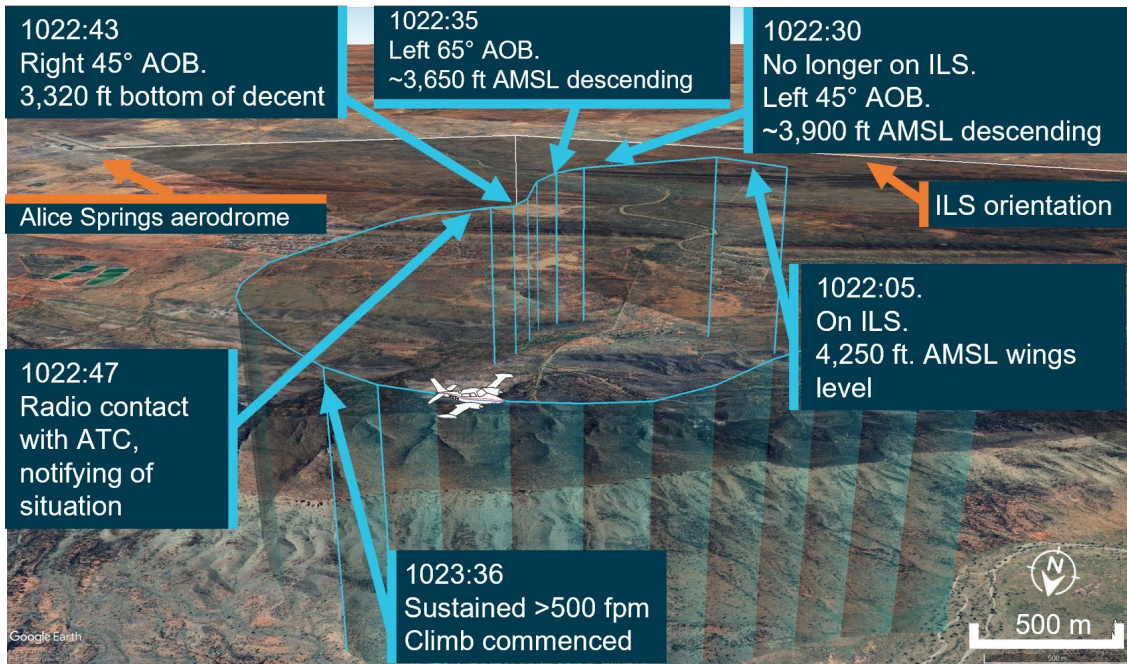 1022:43
Right 45° AOB.
3,320 ft bottom of decent
1022:35
Left 65° AOB.
~3,650 ft AMSL descending
1022:30
No longer on ILS.
Left 45° AOB.
~3,900 ft AMSL descending
Alice Springs aerodrome
ILS orientation
1022:05.
On ILS.
4,250 ft. AMSL wings
level
1022:47
Radio contact
with ATC,
notifying of
situation
1023:36
Sustained >500 fpm
Climb commenced
N
500 m
500 m
Google Earth